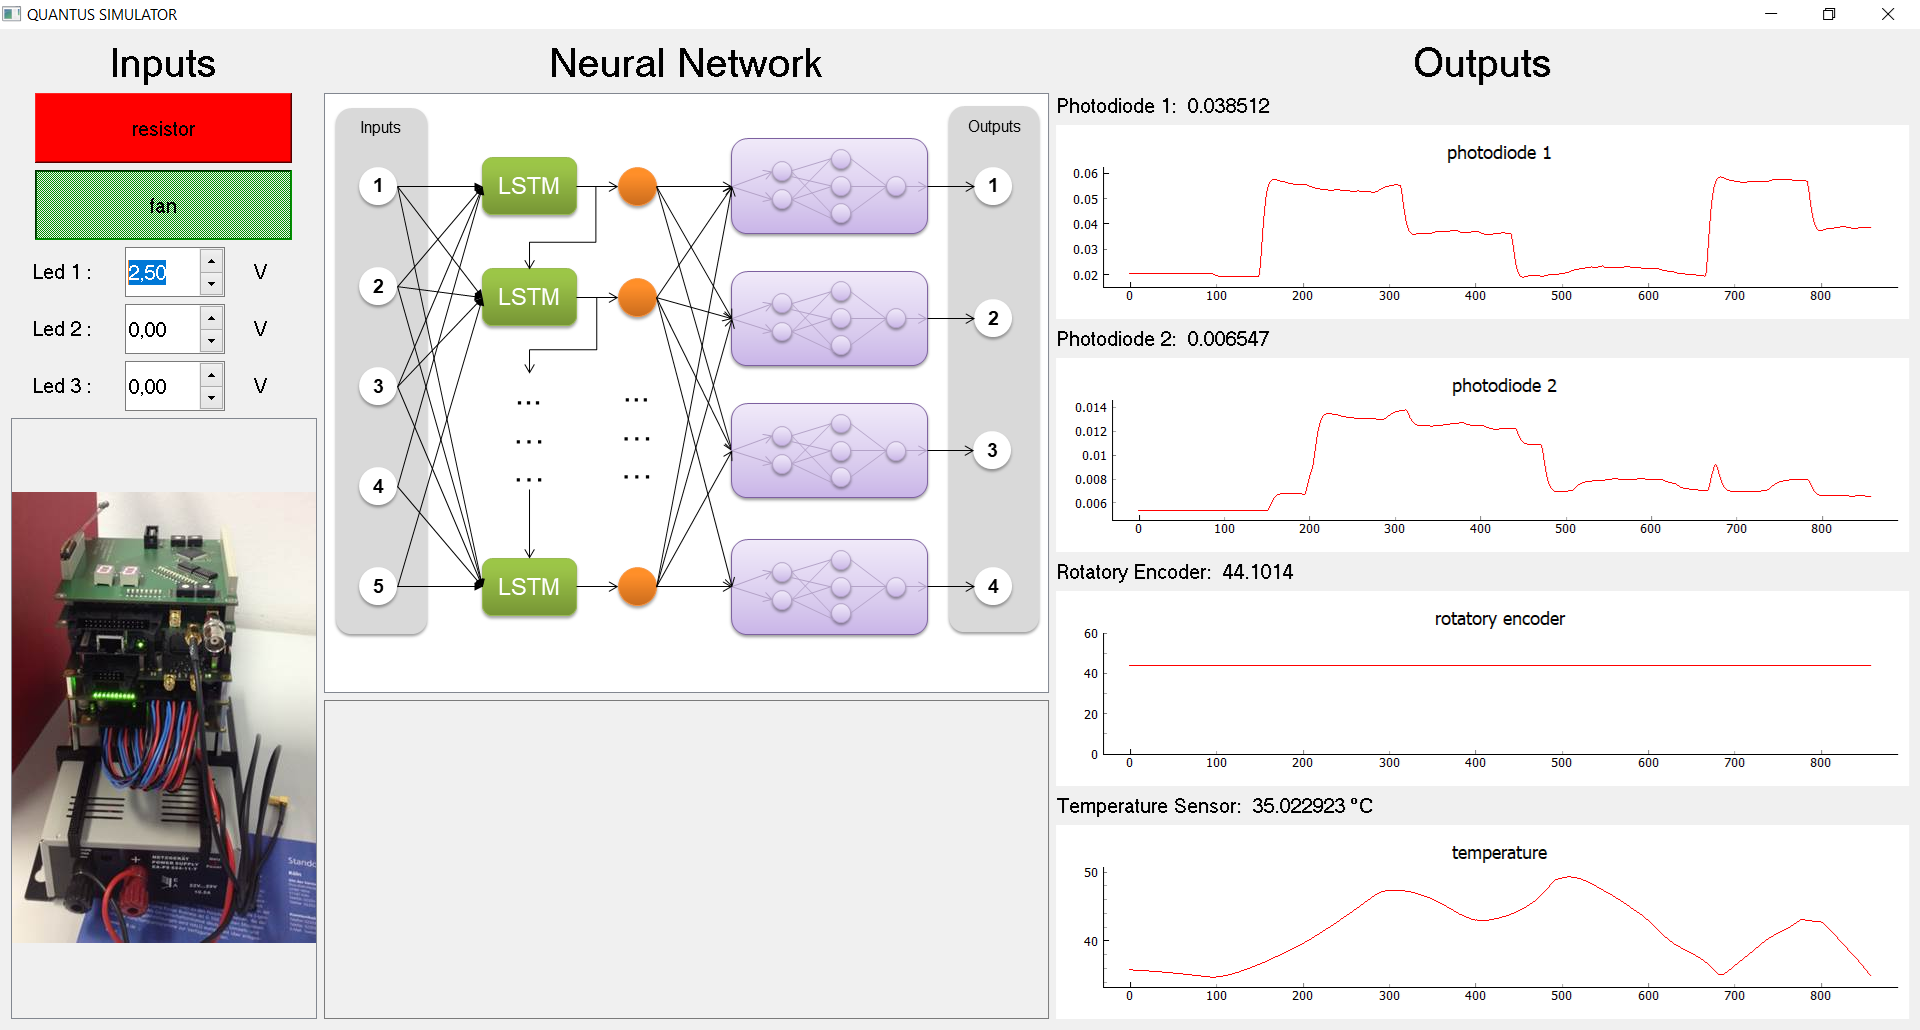 QUANTUS SIMULATOR
Inputs
resistor
fan
Led 1 : 2,50 V
Led 2 : 0,00 V
Led 3 : 0,00 V
NETZGERÄT
POWER SUPPLY
Neural Network
Inputs
1
2
3
4
5
LSTM
LSTM
... ...
... ...
... ...
LSTM
Outputs
1
2
3
4
Outputs
Photodiode 1: 0.038512
photodiode 1
0.06
0.05
0.04
0.03
0.02
0 100 200 300 400 500 600 700 800
Photodiode 2: 0.006547
photodiode 2
0.014
0.012
0.01
0.008
0.006
0 100 200 300 400 500 600 700 800
Rotatory Encoder: 44.1014
rotatory encoder
60
40
20
0
0 100 200 300 400 500 600 700 800
Temperature Sensor: 35.022923 ºC
temperature
50
40
0 100 200 300 400 500 600 700 800